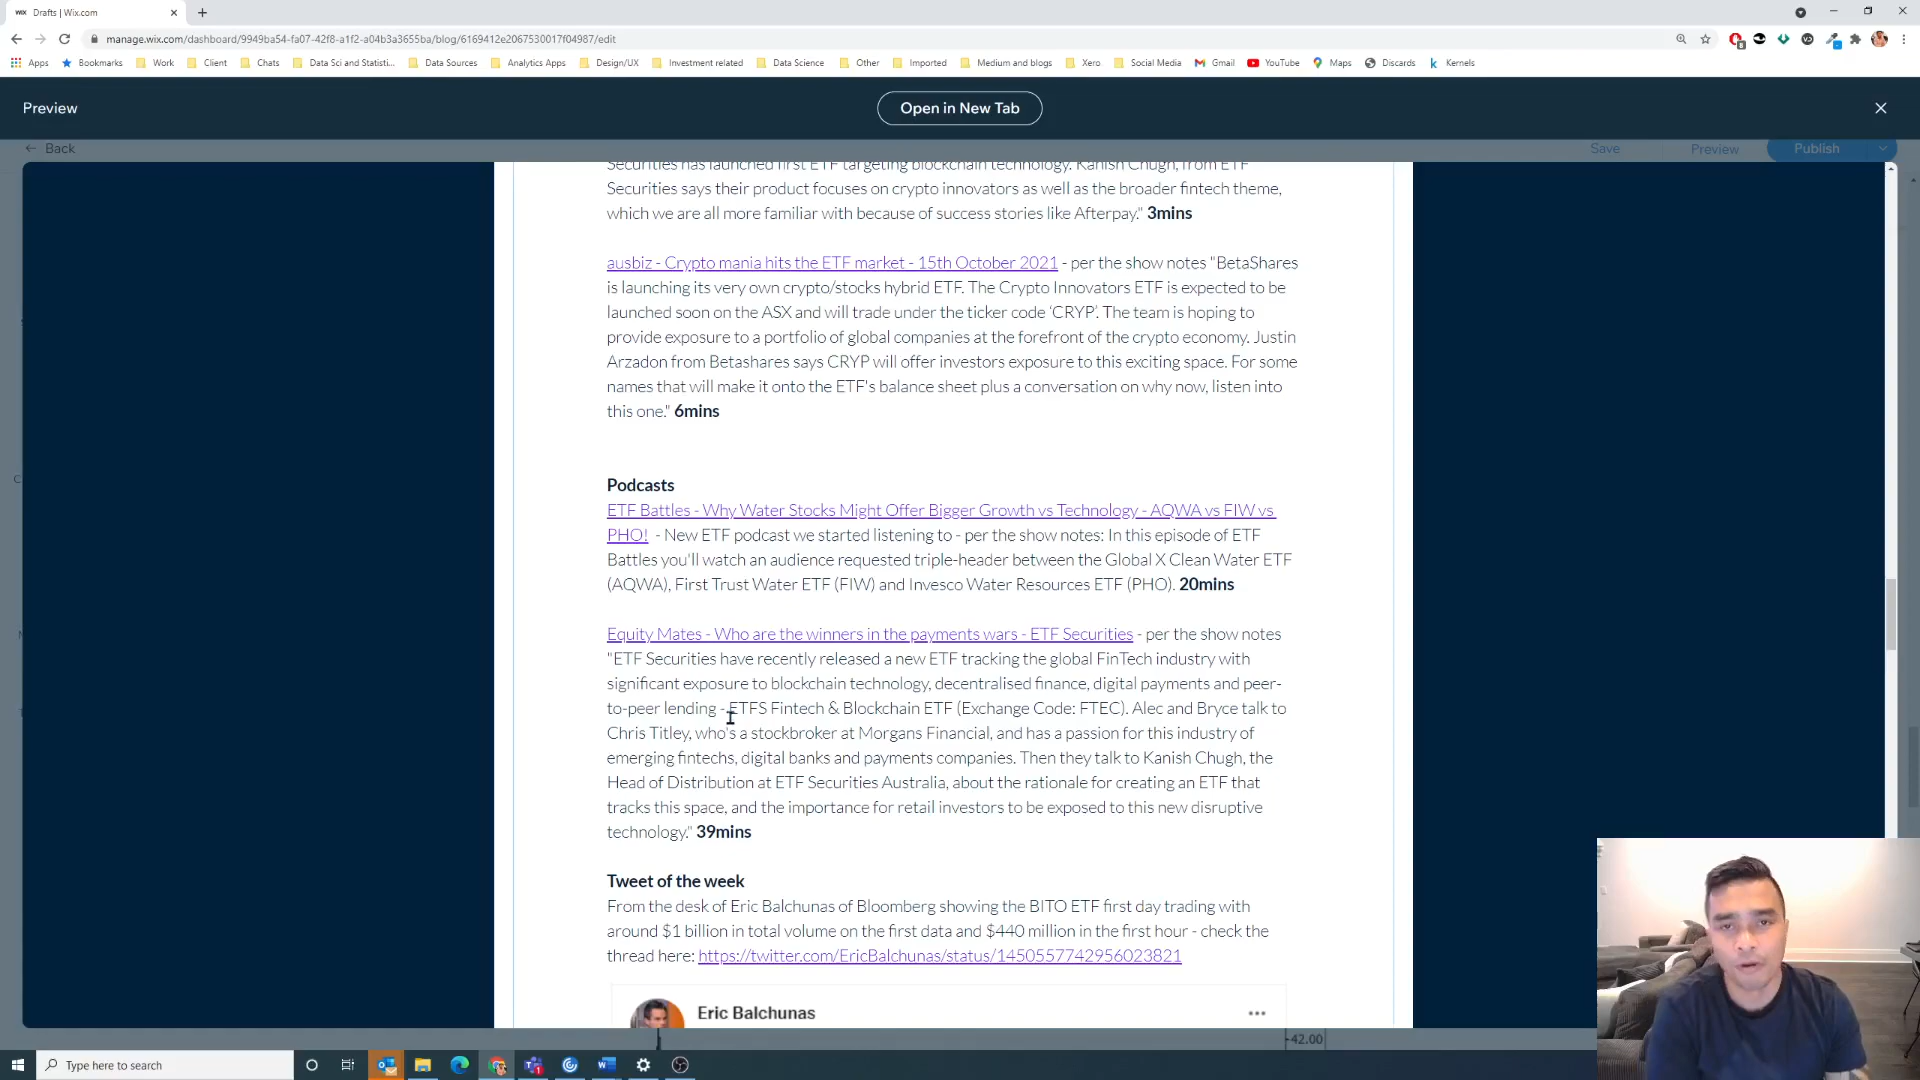 WiX Drafts | Wix.com
manage.wix.com/dashboard/9949ba54-fa07-42f8-a1f2-a04b3a3655ba/blog/6169412e2067530017f04987/edit
Apps Bookmarks Work Client Chats Data Sci and Statisti... Data Sources Analytics Apps Design/UX Investment related Data Science Other Imported Medium and blogs Xero Social Media Gmail YouTube Maps Discards Kernels
Preview Open in New Tab
Back Save Preview Publish
Securities has launched first ETF targeting blockchain technology. Kanish Chugh, from ETF
Securities says their product focuses on crypto innovators as well as the broader fintech theme,
which we are all more familiar with because of success stories like Afterpay." 3mins
ausbiz - Crypto mania hits the ETF market - 15th October 2021 - per the show notes "BetaShares
is launching its very own crypto/stocks hybrid ETF. The Crypto Innovators ETF is expected to be
launched soon on the ASX and will trade under the ticker code 'CRYP'. The team is hoping to
provide exposure to a portfolio of global companies at the forefront of the crypto economy. Justin
Arzadon from Betashares says CRYP will offer investors exposure to this exciting space. For some
names that will make it onto the ETF's balance sheet plus a conversation on why now, listen into
this one." 6mins
Podcasts
ETF Battles - Why Water Stocks Might Offer Bigger Growth vs Technology - AQWA vs FIW vs
PHO! - New ETF podcast we started listening to - per the show notes: In this episode of ETF
Battles you'll watch an audience requested triple-header between the Global X Clean Water ETF
(AQWA), First Trust Water ETF (FIW) and Invesco Water Resources ETF (PHO). 20mins
Equity Mates - Who are the winners in the payments wars - ETF Securities - per the show notes
"ETF Securities have recently released a new ETF tracking the global FinTech industry with
significant exposure to blockchain technology, decentralised finance, digital payments and peer-
to-peer lending - ETFS Fintech & Blockchain ETF (Exchange Code: FTEC). Alec and Bryce talk to
Chris Titley, who's a stockbroker at Morgans Financial, and has a passion for this industry of
emerging fintechs, digital banks and payments companies. Then they talk to Kanish Chugh, the
Head of Distribution at ETF Securities Australia, about the rationale for creating an ETF that
tracks this space, and the importance for retail investors to be exposed to this new disruptive
technology." 39mins
Tweet of the week
From the desk of Eric Balchunas of Bloomberg showing the BITO ETF first day trading with
around $1 billion in total volume on the first data and $440 million in the first hour - check the
thread here: https://twitter.com/EricBalchunas/status/1450557742956023821
Eric Balchunas
-42.00
Type here to search